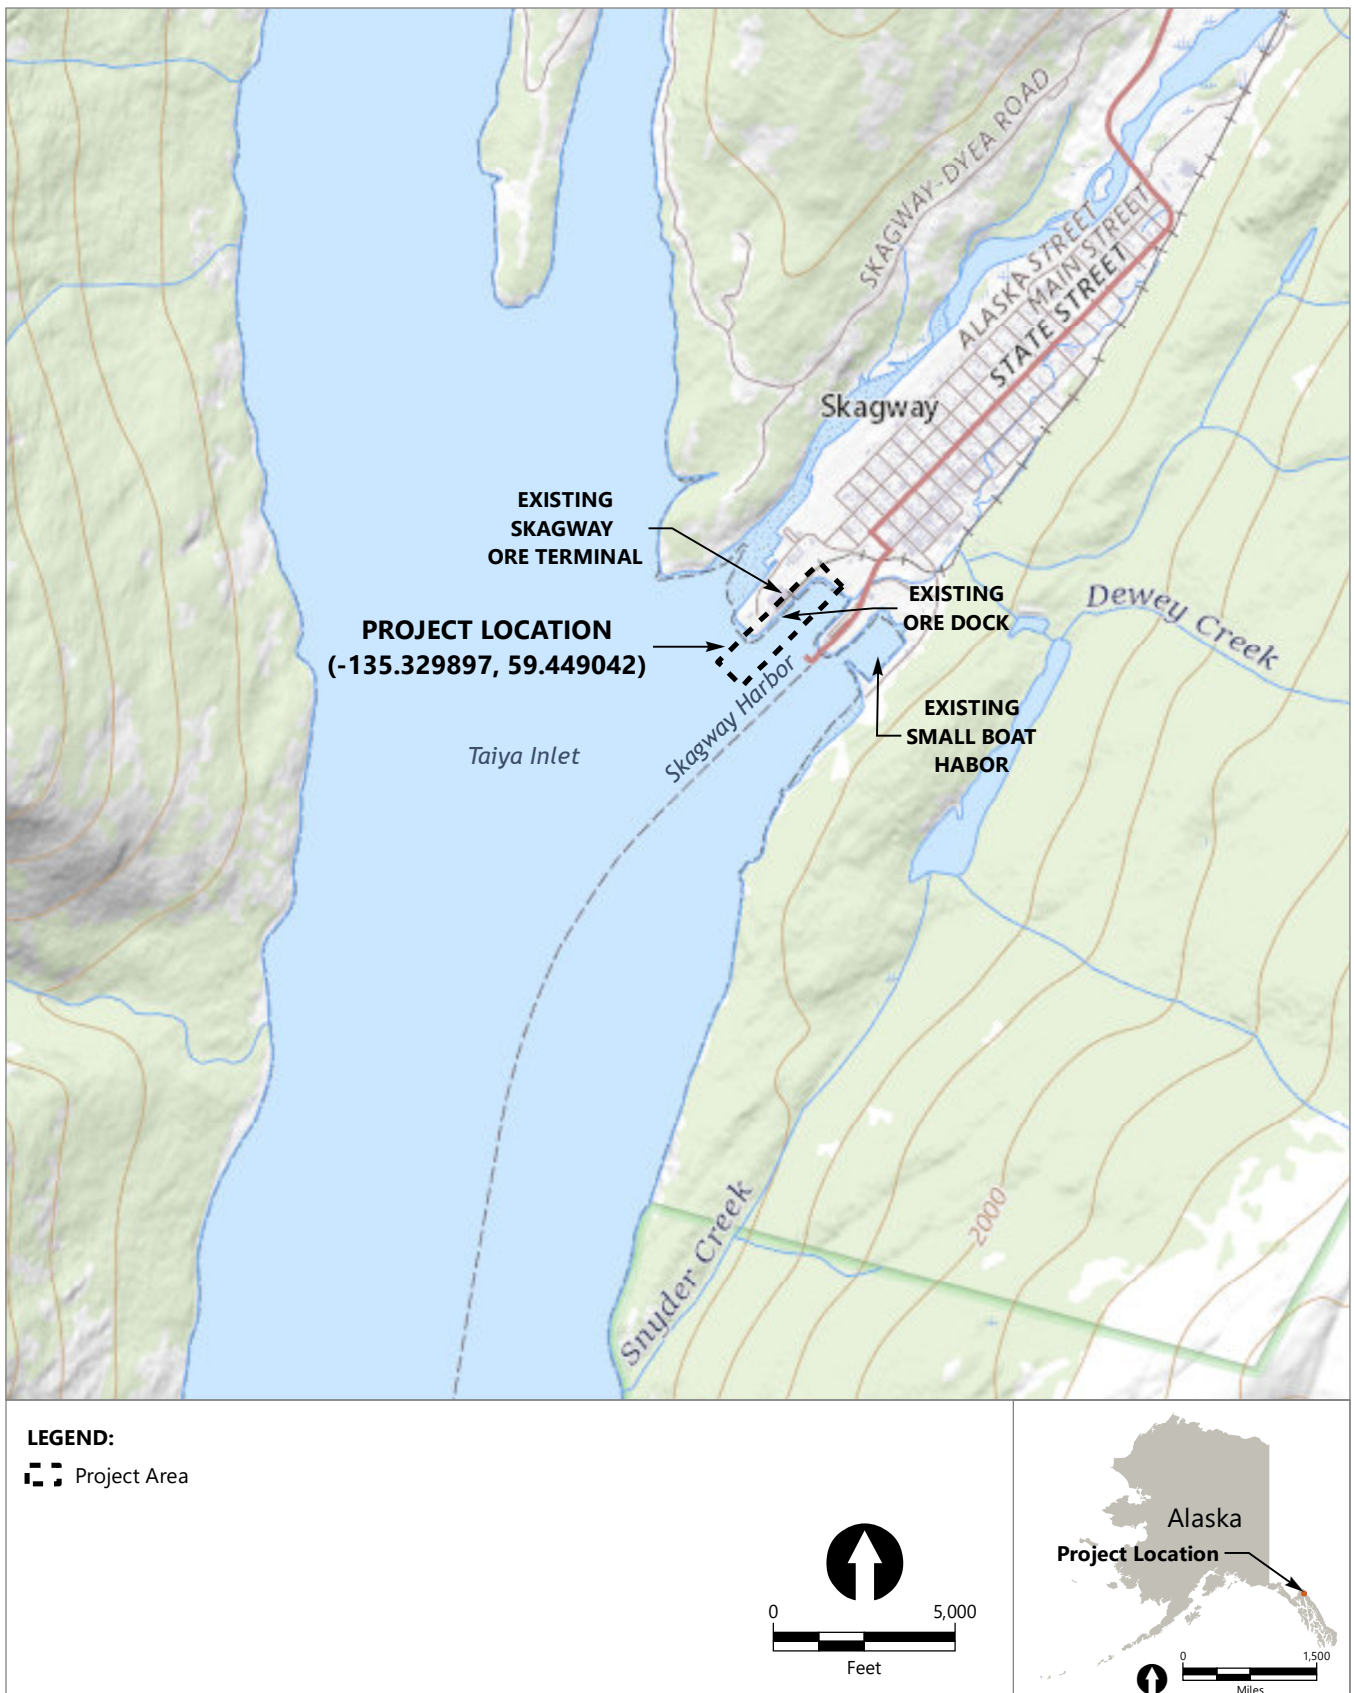 SKAGWAY-DYEA ROAD
ALASKA STREET
MAIN STREET
STATE STREET
Skagway
EXISTING
SKAGWAY
ORE TERMINAL
EXISTING
ORE DOCK
PROJECT LOCATION
(-135.329897, 59.449042)
Dewey Creek
Skagway Harbor
EXISTING
SMALL BOAT
HABOR
Taiya Inlet
2000
Snyder Creek
LEGEND:
Project Area
0 5,000
Feet
Alaska
Project Location
0 1,500
Miles